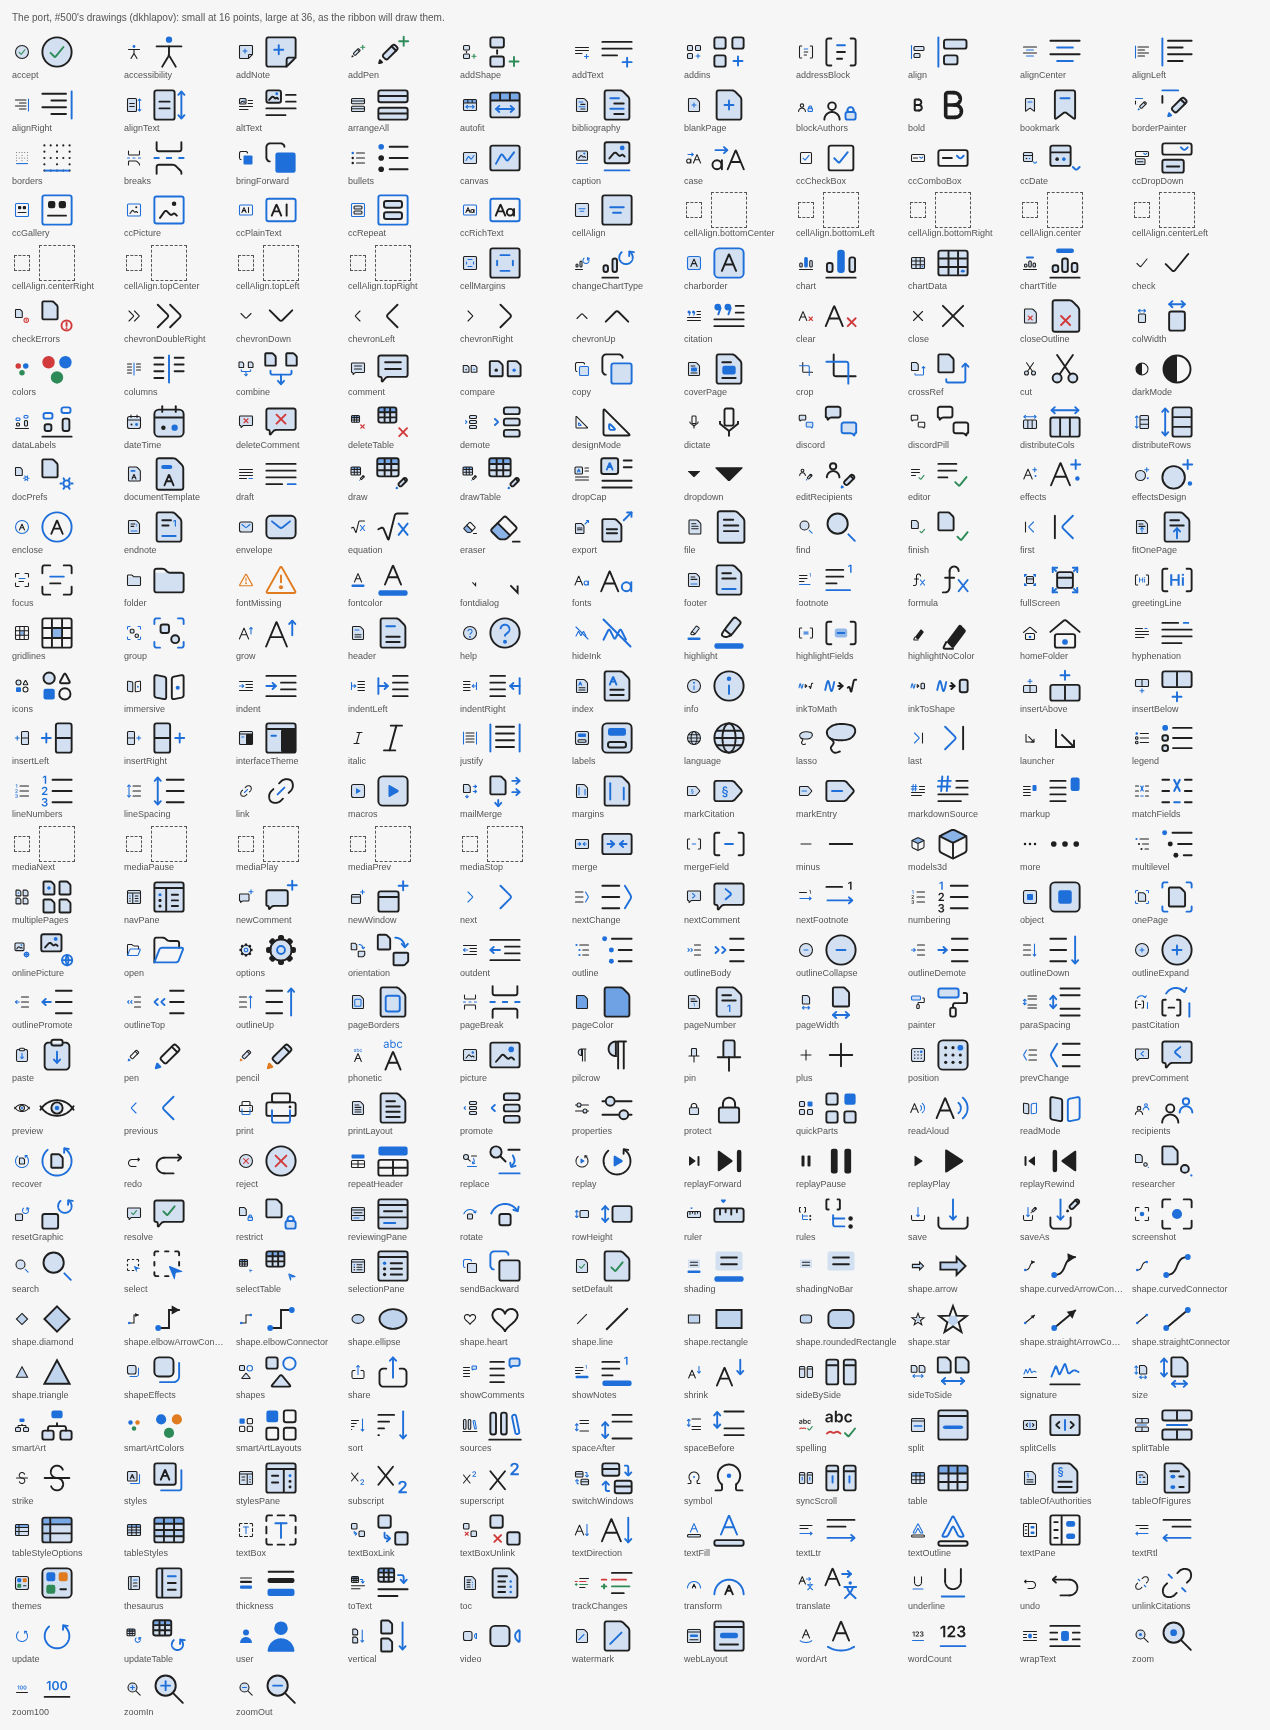 The port, #500's drawings (dkhlapov): small at 16 points, large at 36, as the ribbon will draw them.
accept accessibility addNote addPen addShape addText addins addressBlock align alignCenter alignLeft
alignRight alignText altText arrangeAll autofit bibliography blankPage blockAuthors bold bookmark borderPainter
borders breaks bringForward bullets canvas caption case ccCheckBox ccComboBox ccDate ccDropDown
ccGallery ccPicture ccPlainText ccRepeat ccRichText cellAlign cellAlign.bottomCenter cellAlign.bottomLeft cellAlign.bottomRight cellAlign.center cellAlign.centerLeft
cellAlign.centerRight cellAlign.topCenter cellAlign.topLeft cellAlign.topRight cellMargins changeChartType charborder chart chartData chartTitle check
checkErrors chevronDoubleRight chevronDown chevronLeft chevronRight chevronUp citation clear close closeOutline colWidth
colors columns combine comment compare copy coverPage crop crossRef cut darkMode
dataLabels dateTime deleteComment deleteTable demote designMode dictate discord discordPill distributeCols distributeRows
docPrefs documentTemplate draft draw drawTable dropCap dropdown editRecipients editor effects effectsDesign
enclose endnote envelope equation eraser export file find finish first fitOnePage
focus folder fontMissing fontcolor fontdialog fonts footer footnote formula fullScreen greetingLine
gridlines group grow header help hideInk highlight highlightFields highlightNoColor homeFolder hyphenation
icons immersive indent indentLeft indentRight index info inkToMath inkToShape insertAbove insertBelow
insertLeft insertRight interfaceTheme italic justify labels language lasso last launcher legend
lineNumbers lineSpacing link macros mailMerge margins markCitation markEntry markdownSource markup matchFields
mediaNext mediaPause mediaPlay mediaPrev mediaStop merge mergeField minus models3d more multilevel
multiplePages navPane newComment newWindow next nextChange nextComment nextFootnote numbering object onePage
onlinePicture open options orientation outdent outline outlineBody outlineCollapse outlineDemote outlineDown outlineExpand
outlinePromote outlineTop outlineUp pageBorders pageBreak pageColor pageNumber pageWidth painter paraSpacing pastCitation
paste pen pencil phonetic picture pilcrow pin plus position prevChange prevComment
preview previous print printLayout promote properties protect quickParts readAloud readMode recipients
recover redo reject repeatHeader replace replay replayForward replayPause replayPlay replayRewind researcher
resetGraphic resolve restrict reviewingPane rotate rowHeight ruler rules save saveAs screenshot
search select selectTable selectionPane sendBackward setDefault shading shadingNoBar shape.arrow shape.curvedArrowCon… shape.curvedConnector
shape.diamond shape.elbowArrowCon… shape.elbowConnector shape.ellipse shape.heart shape.line shape.rectangle shape.roundedRectangle shape.star shape.straightArrowCo… shape.straightConnector
shape.triangle shapeEffects shapes share showComments showNotes shrink sideBySide sideToSide signature size
smartArt smartArtColors smartArtLayouts sort sources spaceAfter spaceBefore spelling split splitCells splitTable
strike styles stylesPane subscript superscript switchWindows symbol syncScroll table tableOfAuthorities tableOfFigures
tableStyleOptions tableStyles textBox textBoxLink textBoxUnlink textDirection textFill textLtr textOutline textPane textRtl
themes thesaurus thickness toText toc trackChanges transform translate underline undo unlinkCitations
update updateTable user vertical video watermark webLayout wordArt wordCount wrapText zoom
zoom100 zoomIn zoomOut